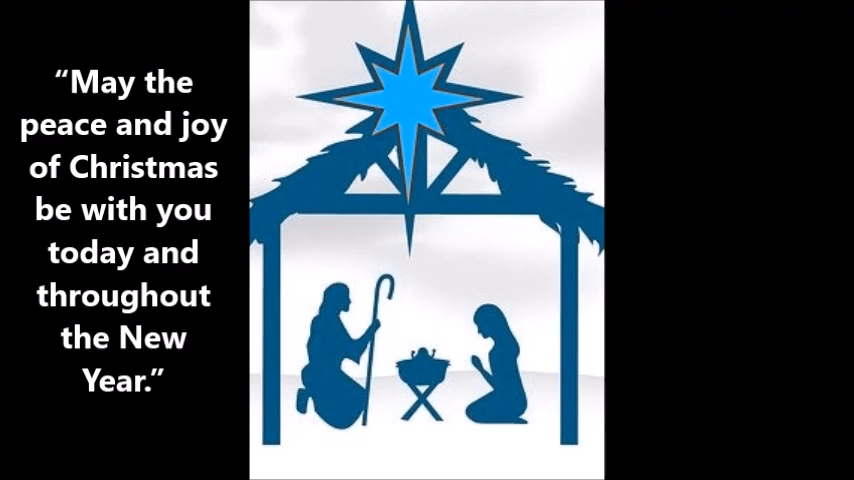 “May the
peace and joy
of Christmas
be with you
today and
throughout
the New
Year.”